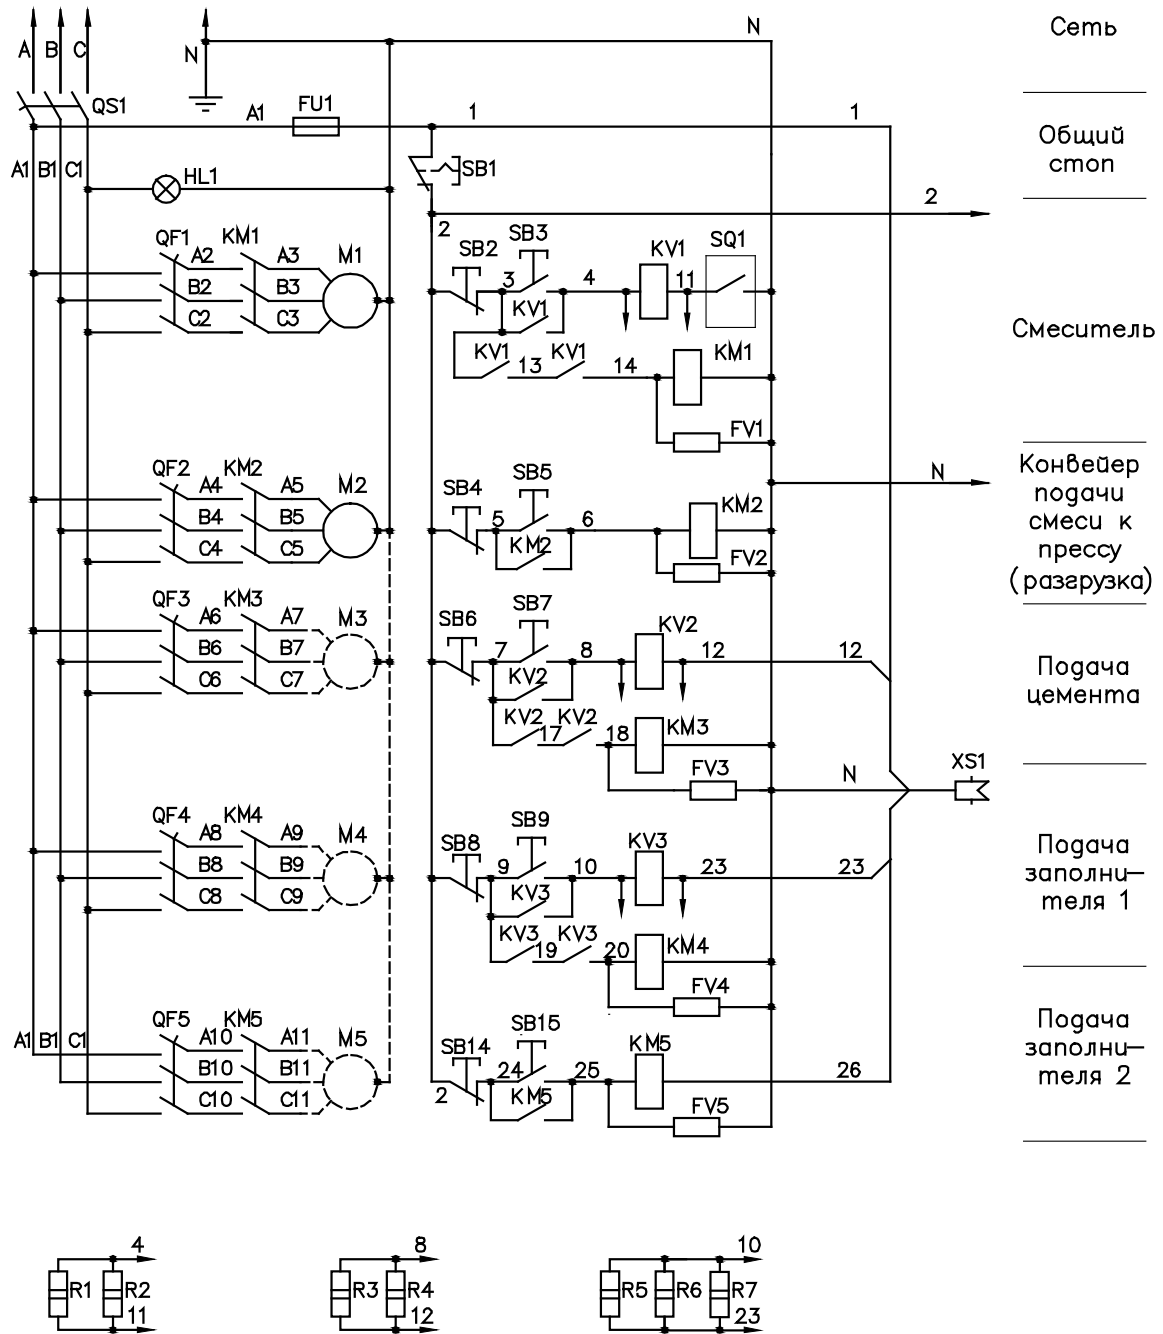 A B C N N Сеть
QS1
A1 FU1 1 1 Общий
стоп
A1 B1 C1 HL1 SB1
2
2
QF1 KM1 M1 SB2 SB3 KV1 SQ1
A2 A3 3 4 11
B2 B3 KV1
C2 C3 Смеситель
KV1 13 KV1 14 KM1
FV1
Конвейер
подачи
смеси к
прессу
(разгрузка)
N
QF2 KM2 M2 SB4 SB5 KM2
A4 A5
B4 B5 5 6
C4 C5 KM2 FV2
QF3 KM3 M3 SB6 SB7 KV2
A6 A7
B6 B7 7 8 12 12
C6 C7 KV2
Подача
цемента
KV2 17 KV2 18 KM3
FV3 N XS1
QF4 KM4 M4 SB8 SB9 KV3
A8 A9
B8 B9 9 10 23 23
C8 C9 KV3
Подача
заполни-
теля 1
KV3 19 KV3 20 KM4
FV4
A1 B1 C1
QF5 KM5 M5 SB14 SB15 KM5
A10 A11
B10 B11 24 25 26
C10 C11 2 KM5 FV5
Подача
заполни-
теля 2
4 8 10
R1 R2 R3 R4 R5 R6 R7
11 12 23